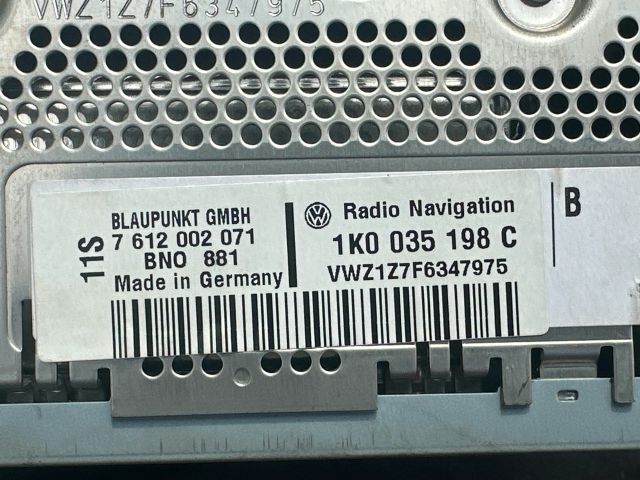 VWZ1Z7F6347975
11S
BLAUPUNKT GMBH
7 612 002 071
BNO 881
Made in Germany
Radio Navigation
1K0 035 198 C
VWZ1Z7F6347975
B